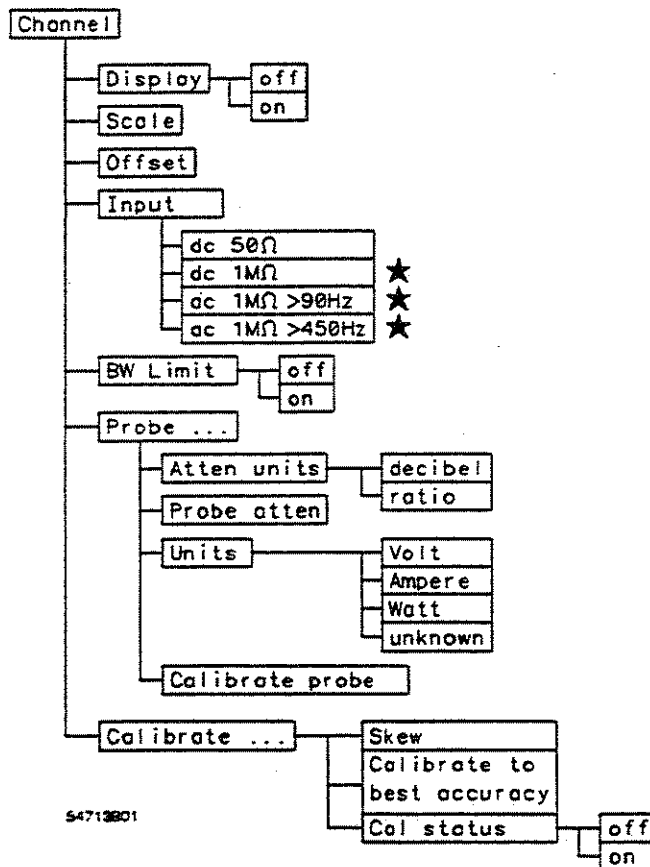 Channel
Display
off
on
Scale
Offset
Input
dc 50Ω
dc 1MΩ
ac 1MΩ >90Hz
ac 1MΩ >450Hz
BW Limit
off
on
Probe ...
Atten units
decibel
ratio
Probe atten
Units
Volt
Ampere
Watt
unknown
Calibrate probe
Calibrate ...
Skew
Calibrate to
best accuracy
Cal status
off
on
54713B01